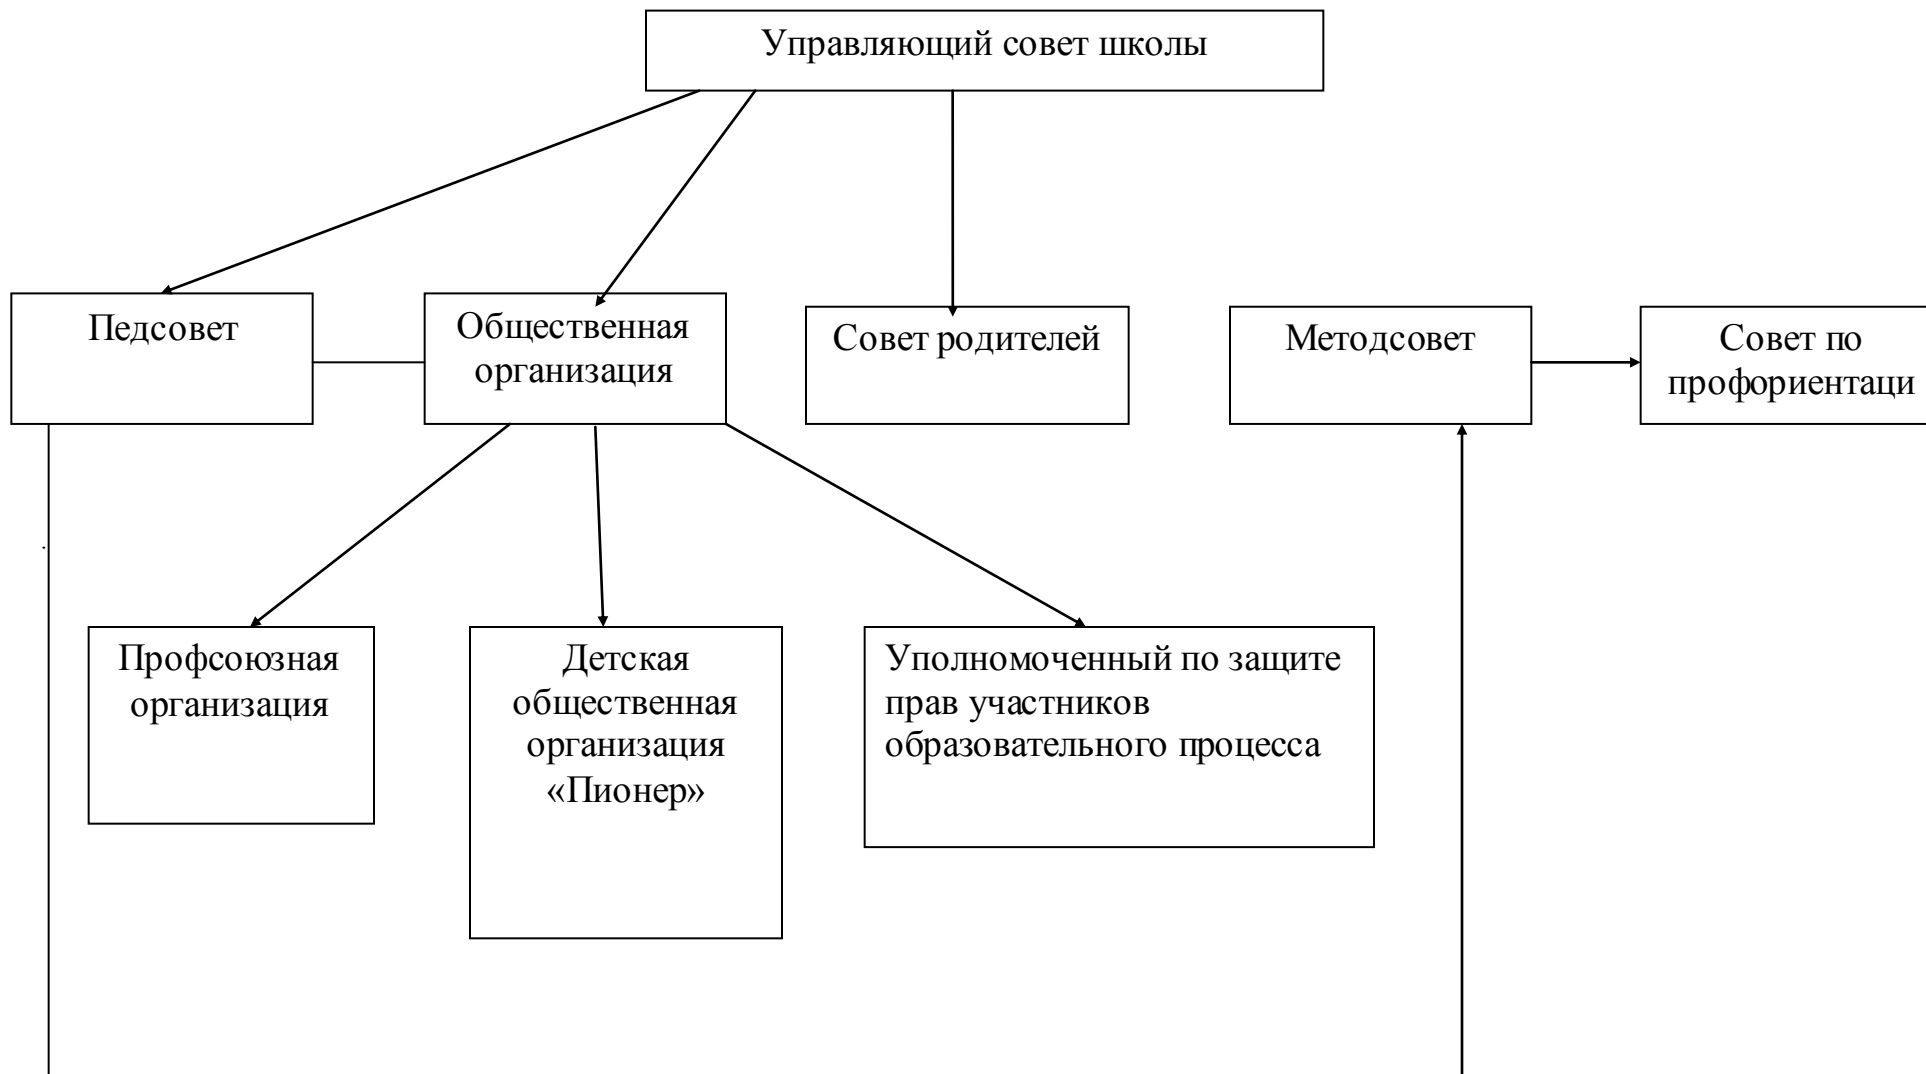 Управляющий совет школы
Педсовет
Общественная
организация
Совет родителей
Методсовет
Совет по
профориентаци
Профсоюзная
организация
Детская
общественная
организация
«Пионер»
Уполномоченный по защите
прав участников
образовательного процесса